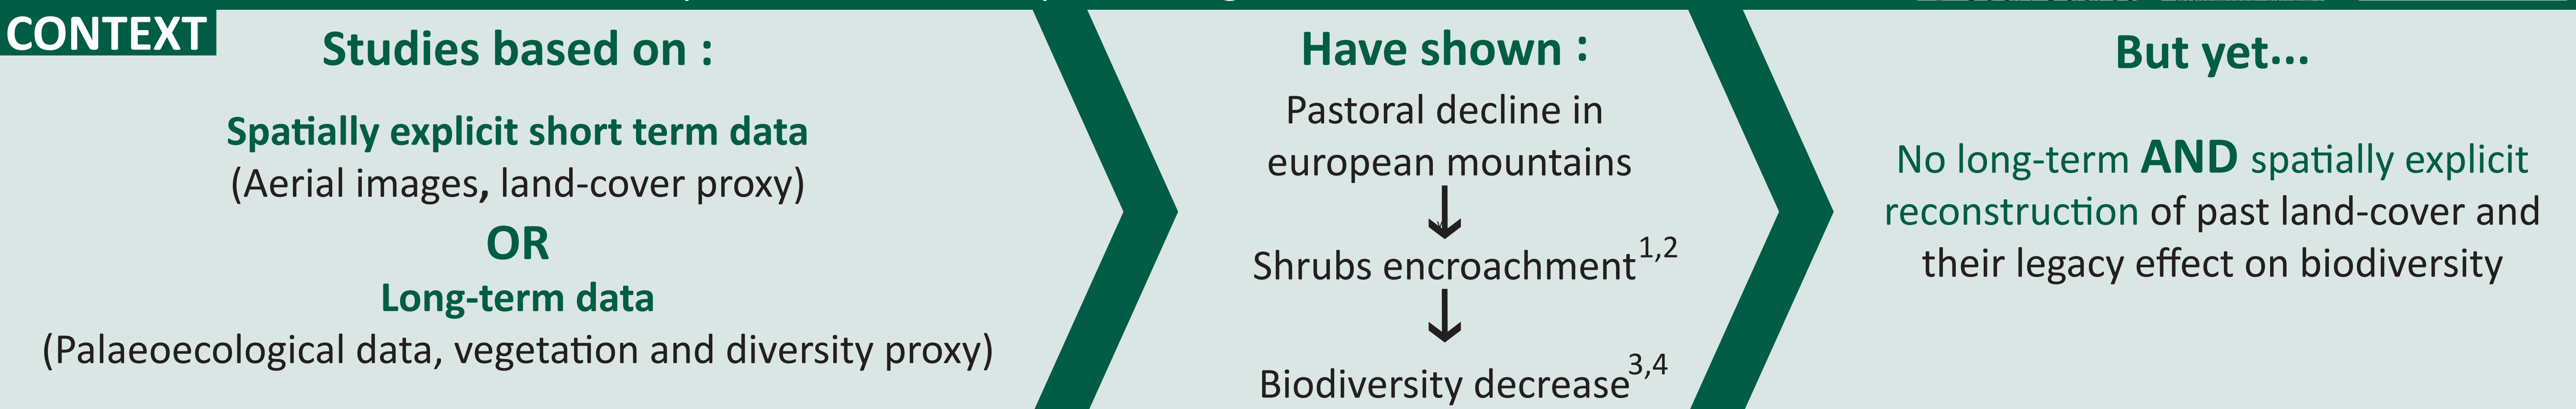 CONTEXT
Studies based on :
Spatially explicit short term data
(Aerial images, land-cover proxy)
OR
Long-term data
(Palaeoecological data, vegetation and diversity proxy)
Have shown :
Pastoral decline in
european mountains
↓
Shrubs encroachment1,2
↓
Biodiversity decrease3,4
But yet...
No long-term AND spatially explicit
reconstruction of past land-cover and
their legacy effect on biodiversity